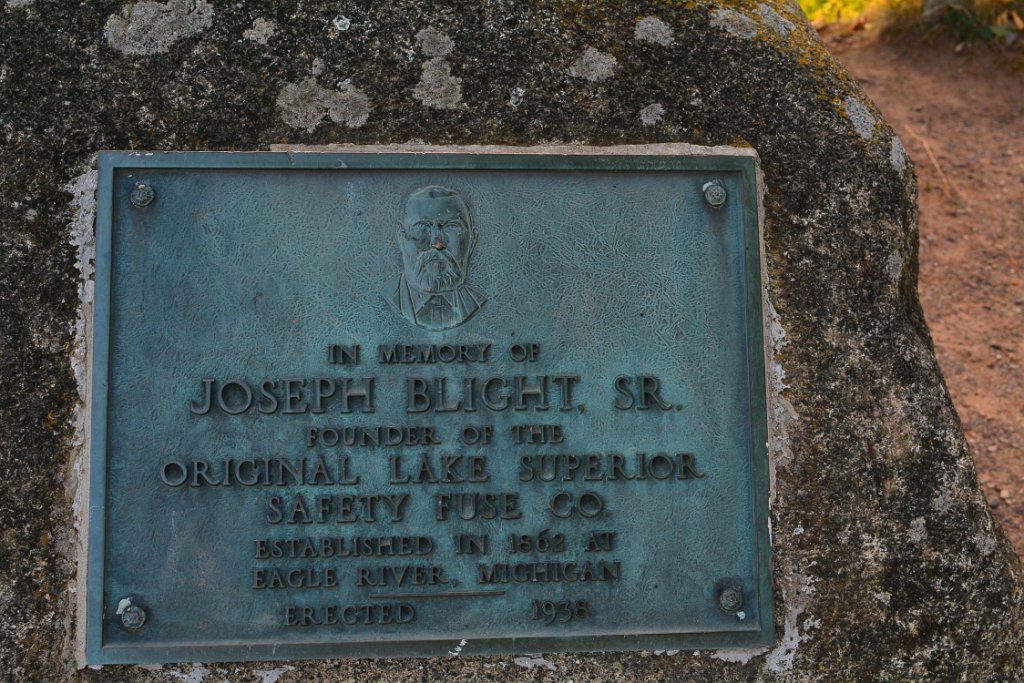 IN MEMORY OF
JOSEPH BLIGHT, SR.
FOUNDER OF THE
ORIGINAL LAKE SUPERIOR
SAFETY FUSE CO.
ESTABLISHED IN 1862 AT
EAGLE RIVER, MICHIGAN
ERECTED 1938